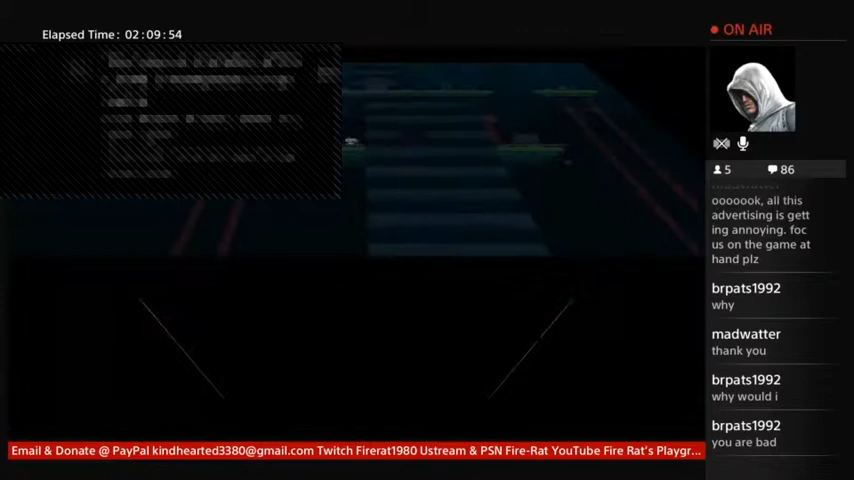 Elapsed Time: 02:09:54
ON AIR
5
86
ooooook, all this
advertising is gett
ing annoying. foc
us on the game at
hand plz
brpats1992
why
madwatter
thank you
brpats1992
why would i
brpats1992
you are bad
Email & Donate @ PayPal kindhearted3380@gmail.com Twitch Firerat1980 Ustream & PSN Fire-Rat YouTube Fire Rat's Playgr...